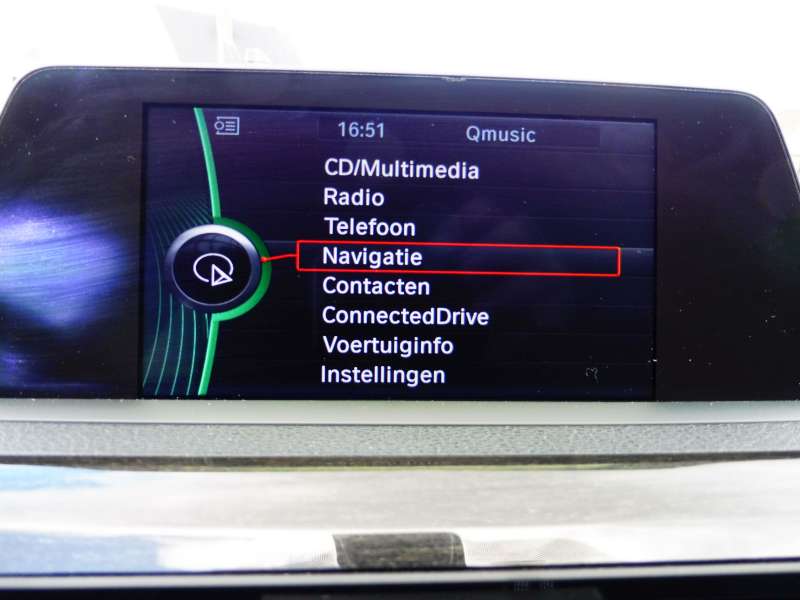 16:51 Qmusic
CD/Multimedia
Radio
Telefoon
Navigatie
Contacten
ConnectedDrive
Voertuiginfo
Instellingen